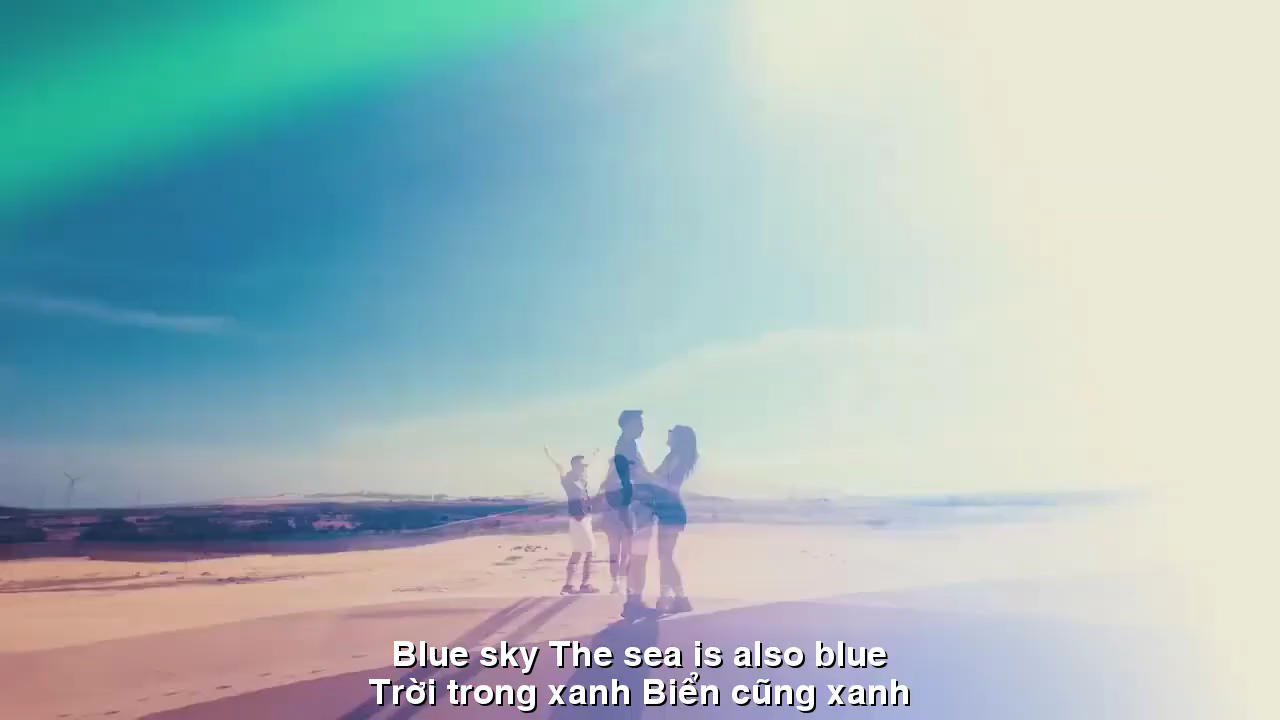 Blue sky The sea is also blue
Trời trong xanh Biển cũng xanh